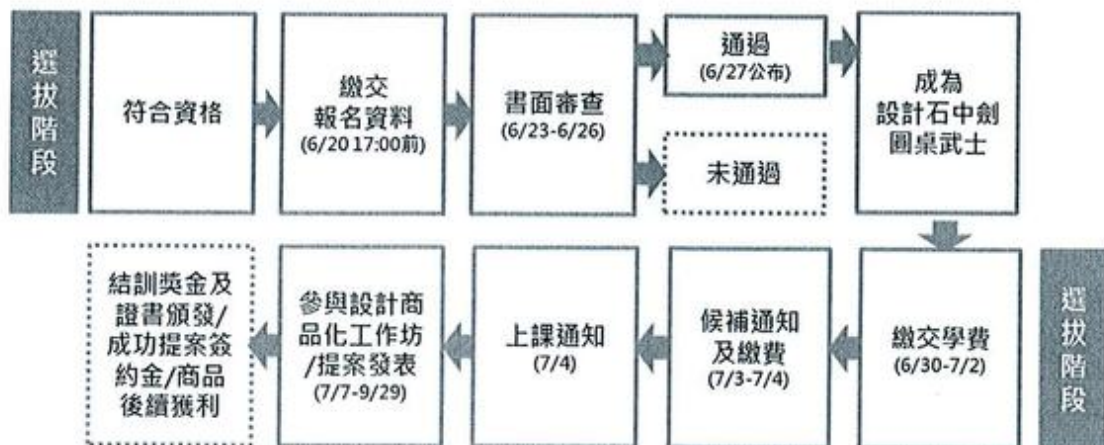 選拔階段
符合資格
繳交
報名資料
(6/20 17:00前)
書面審查
(6/23-6/26)
通過
(6/27公布)
未通過
成為
設計石中劍
圓桌武士
選拔階段
繳交學費
(6/30-7/2)
候補通知
及繳費
(7/3-7/4)
上課通知
(7/4)
參與設計商
品化工作坊
/提案發表
(7/7-9/29)
結訓獎金及
證書頒發/
成功提案簽
約金/商品
後續獲利